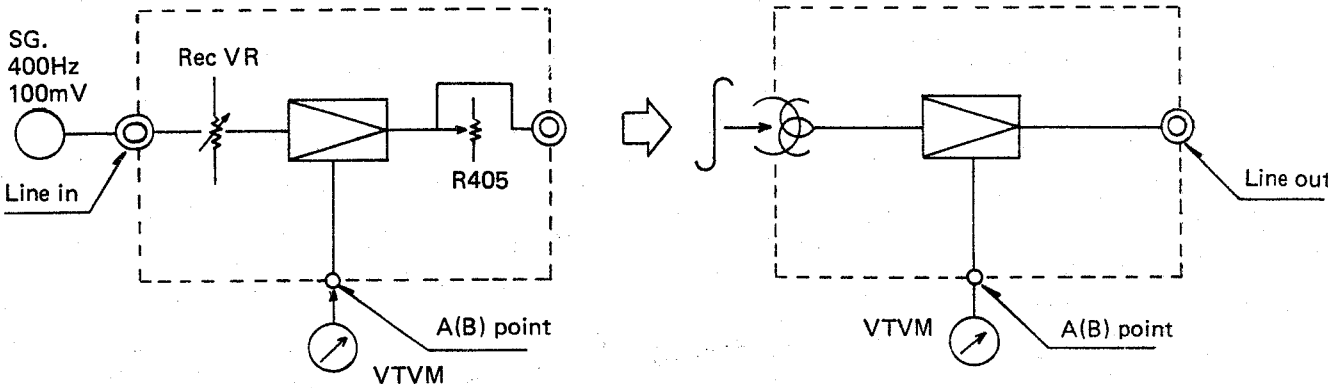 SG.
400Hz
100mV
Rec VR
R405
Line in
A(B) point
VTVM
Line out
VTVM
A(B) point